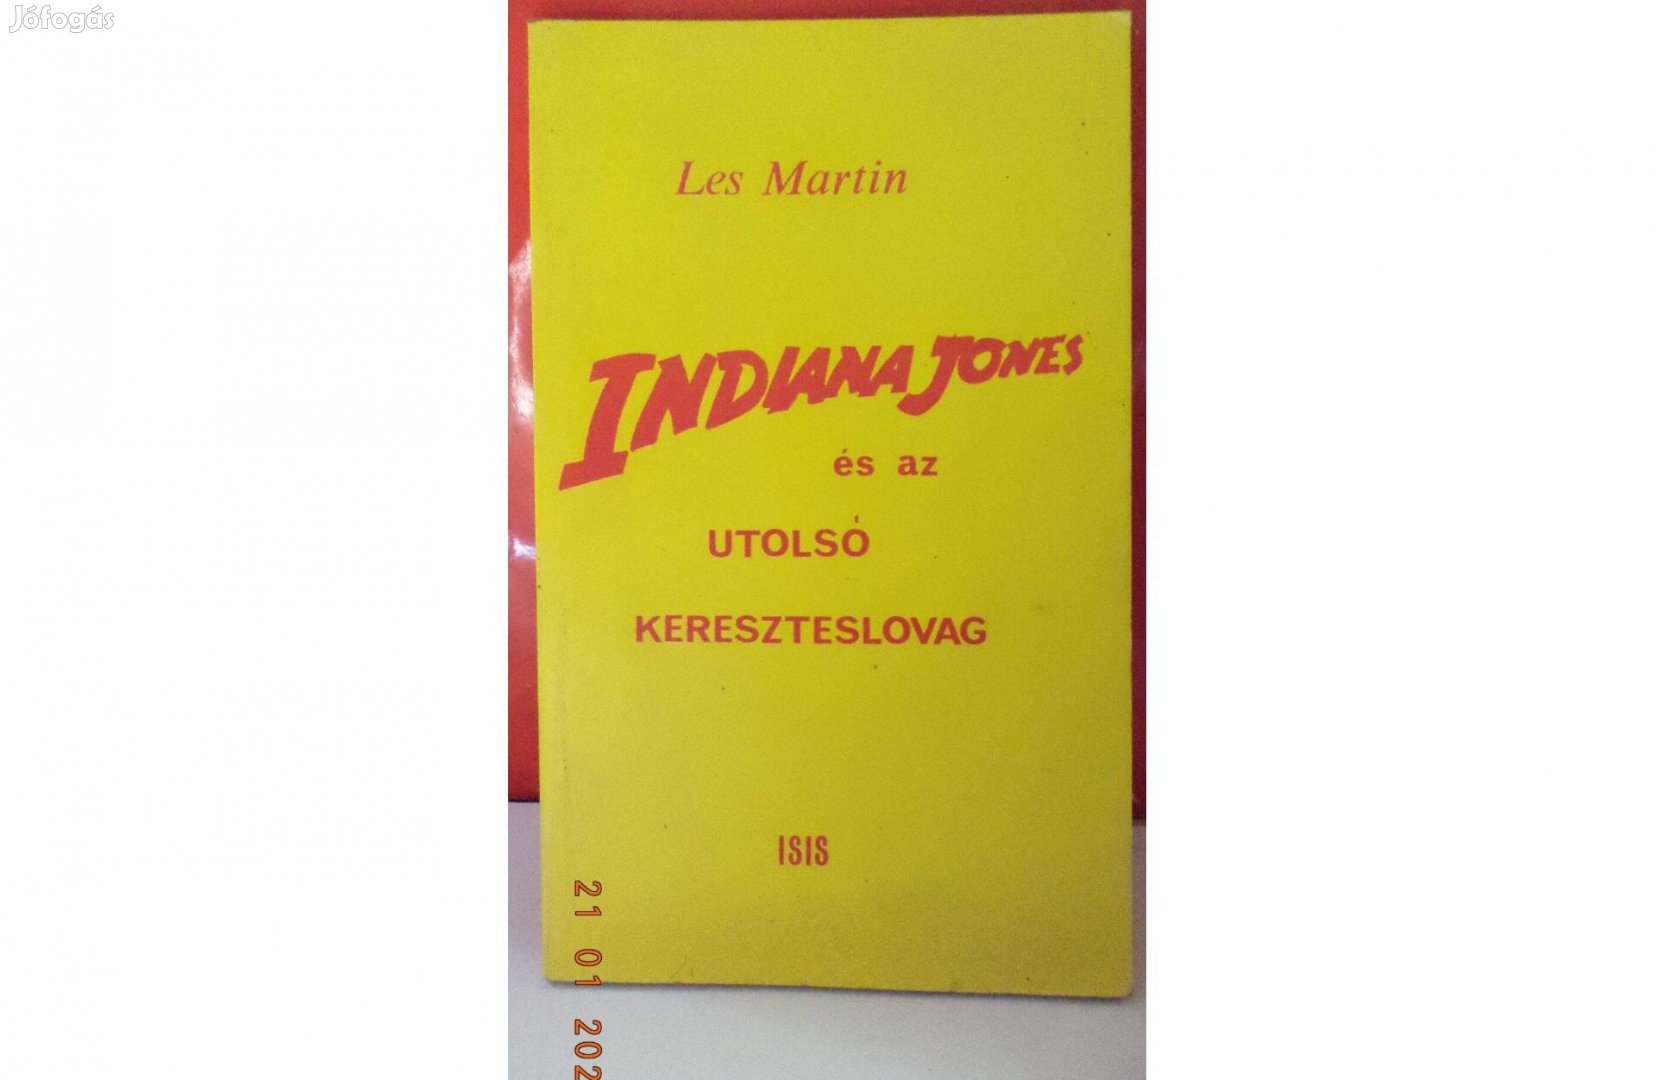 Jófogás
Les Martin
INDIANA JONES
és az
UTOLSÓ
KERESZTESLOVAG
ISIS
21 01 202